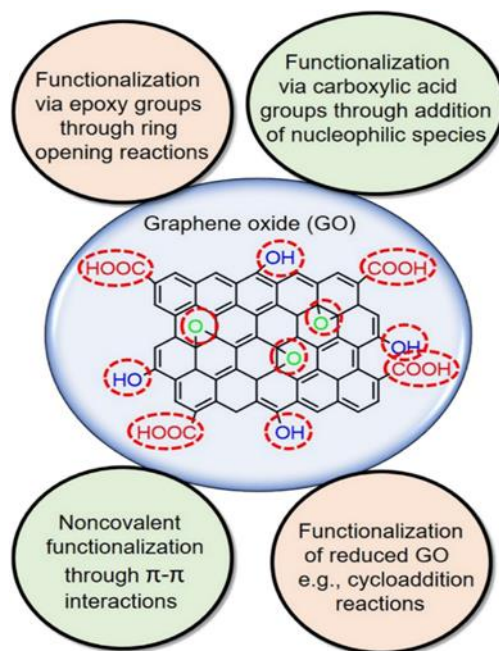 Functionalization
via epoxy groups
through ring
opening reactions
Functionalization
via carboxylic acid
groups through addition
of nucleophilic species
Graphene oxide (GO)
HOOC
OH
COOH
O
O
OH
O
COOH
HO
HOOC
OH
Noncovalent
functionalization
through π-π
interactions
Functionalization
of reduced GO
e.g., cycloaddition
reactions